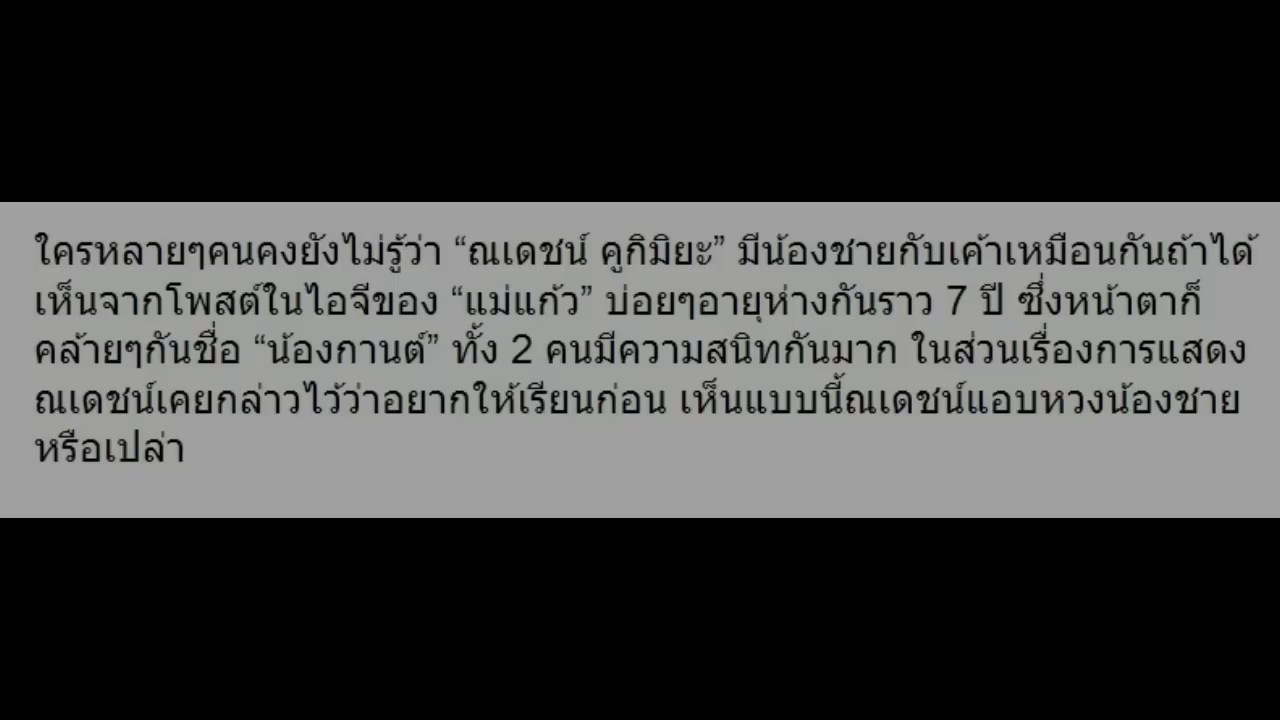 ใครหลายๆคนคงยังไม่รู้ว่า “ณเดชน์ คูกิมิยะ” มีน้องชายกับเค้าเหมือนกันถ้าได้
เห็นจากโพสต์ในไอจีของ “แม่แก้ว” บ่อยๆอายุห่างกันราว 7 ปี ซึ่งหน้าตาก็
คล้ายๆกันชื่อ “น้องกานต์” ทั้ง 2 คนมีความสนิทกันมาก ในส่วนเรื่องการแสดง
ณเดชน์เคยกล่าวไว้ว่าอยากให้เรียนก่อน เห็นแบบนี้ณเดชน์แอบหวงน้องชาย
หรือเปล่า